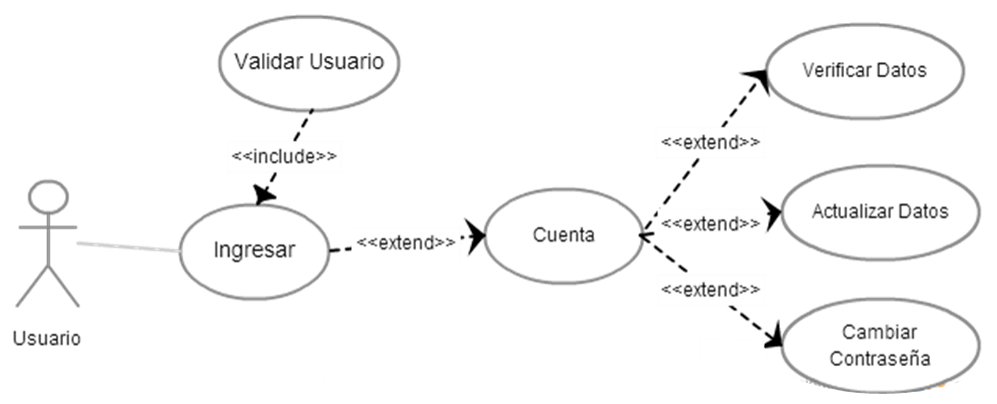 Validar Usuario
Verificar Datos
<<extend>>
<<include>>
Actualizar Datos
<<extend>>
Ingresar
<<extend>>
Cuenta
<<extend>>
Usuario
Cambiar
Contraseña